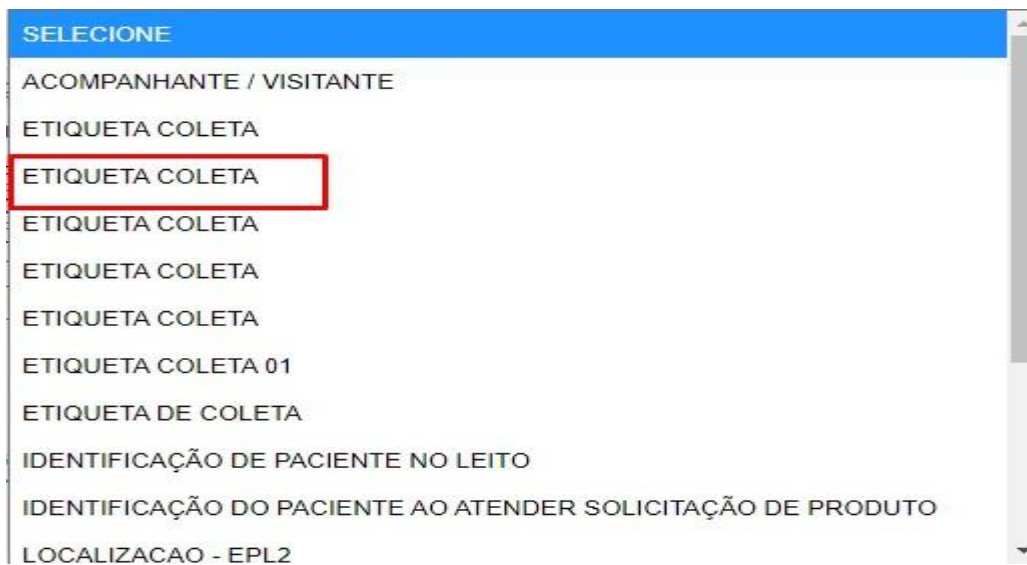 SELECIONE
ACOMPANHANTE / VISITANTE
ETIQUETA COLETA
ETIQUETA COLETA
ETIQUETA COLETA
ETIQUETA COLETA
ETIQUETA COLETA
ETIQUETA COLETA 01
ETIQUETA DE COLETA
IDENTIFICAÇÃO DE PACIENTE NO LEITO
IDENTIFICAÇÃO DO PACIENTE AO ATENDER SOLICITAÇÃO DE PRODUTO
LOCALIZACAO - EPL2